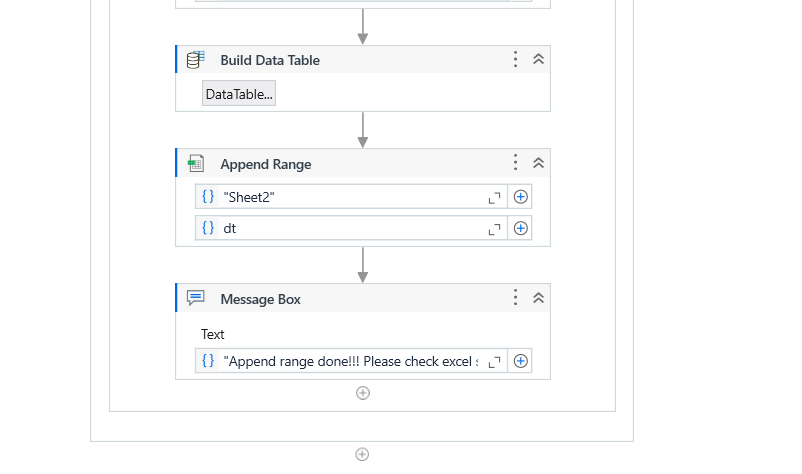 Build Data Table
DataTable...
Append Range
"Sheet2"
dt
Message Box
Text
"Append range done!!! Please check excel